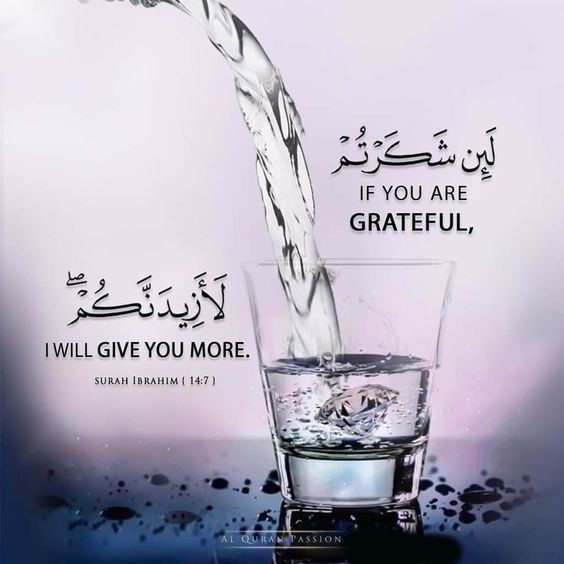 لَئِن شَكَرْتُمْ
IF YOU ARE
GRATEFUL,
لَأَزِيدَنَّكُمْ ۖ
I WILL GIVE YOU MORE.
SURAH IBRAHIM ( 14:7 )
AL QURAN PASSION